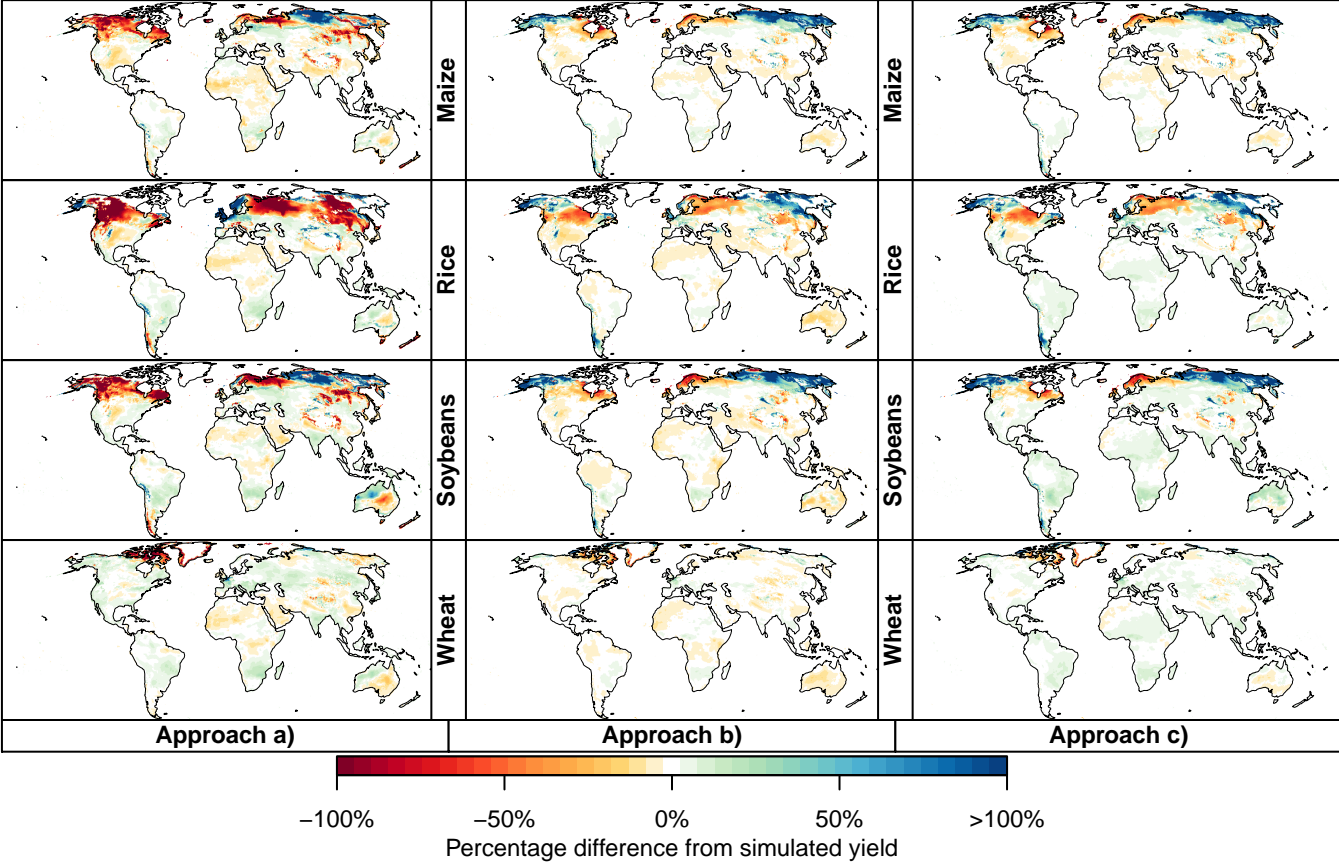 Maize
Maize
Rice
Rice
Soybeans
Soybeans
Wheat
Wheat
Approach a)
Approach b)
Approach c)
−100%
−50%
0%
50%
>100%
Percentage difference from simulated yield